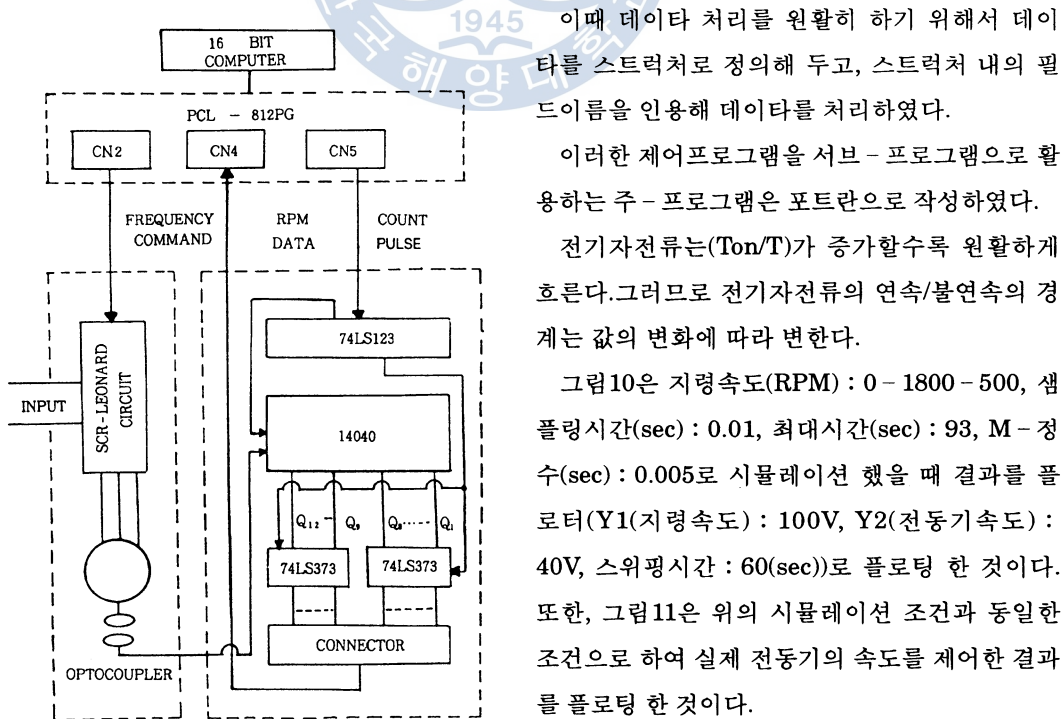 1945
국해양대학
16 BIT
COMPUTER
PCL - 812PG
CN2
CN4
CN5
FREQUENCY
COMMAND
RPM
DATA
COUNT
PULSE
SCR-LEONARD
CIRCUIT
INPUT
74LS123
14040
Q₁₂ - Q₉ Q₈ ····· Q₁
74LS373
74LS373
CONNECTOR
OPTOCOUPLER
이때 데이타 처리를 원활히 하기 위해서 데이
타를 스트럭처로 정의해 두고, 스트럭처 내의 필
드이름을 인용해 데이타를 처리하였다.
이러한 제어프로그램을 서브-프로그램으로 활
용하는 주-프로그램은 포트란으로 작성하였다.
전기자전류는(Ton/T)가 증가할수록 원활하게
흐른다.그러므로 전기자전류의 연속/불연속의 경
계는 값의 변화에 따라 변한다.
그림10은 지령속도(RPM) : 0-1800-500, 샘
플링시간(sec) : 0.01, 최대시간(sec) : 93, M-정
수(sec) : 0.005로 시뮬레이션 했을 때 결과를 플
로터(Y1(지령속도) : 100V, Y2(전동기속도) :
40V, 스위핑시간 : 60(sec))로 플로팅 한 것이다.
또한, 그림11은 위의 시뮬레이션 조건과 동일한
조건으로 하여 실제 전동기의 속도를 제어한 결과
를 플로팅 한 것이다.